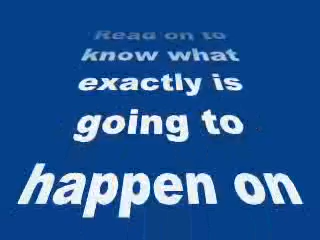 Read on to
know what
exactly is
going to
happen on